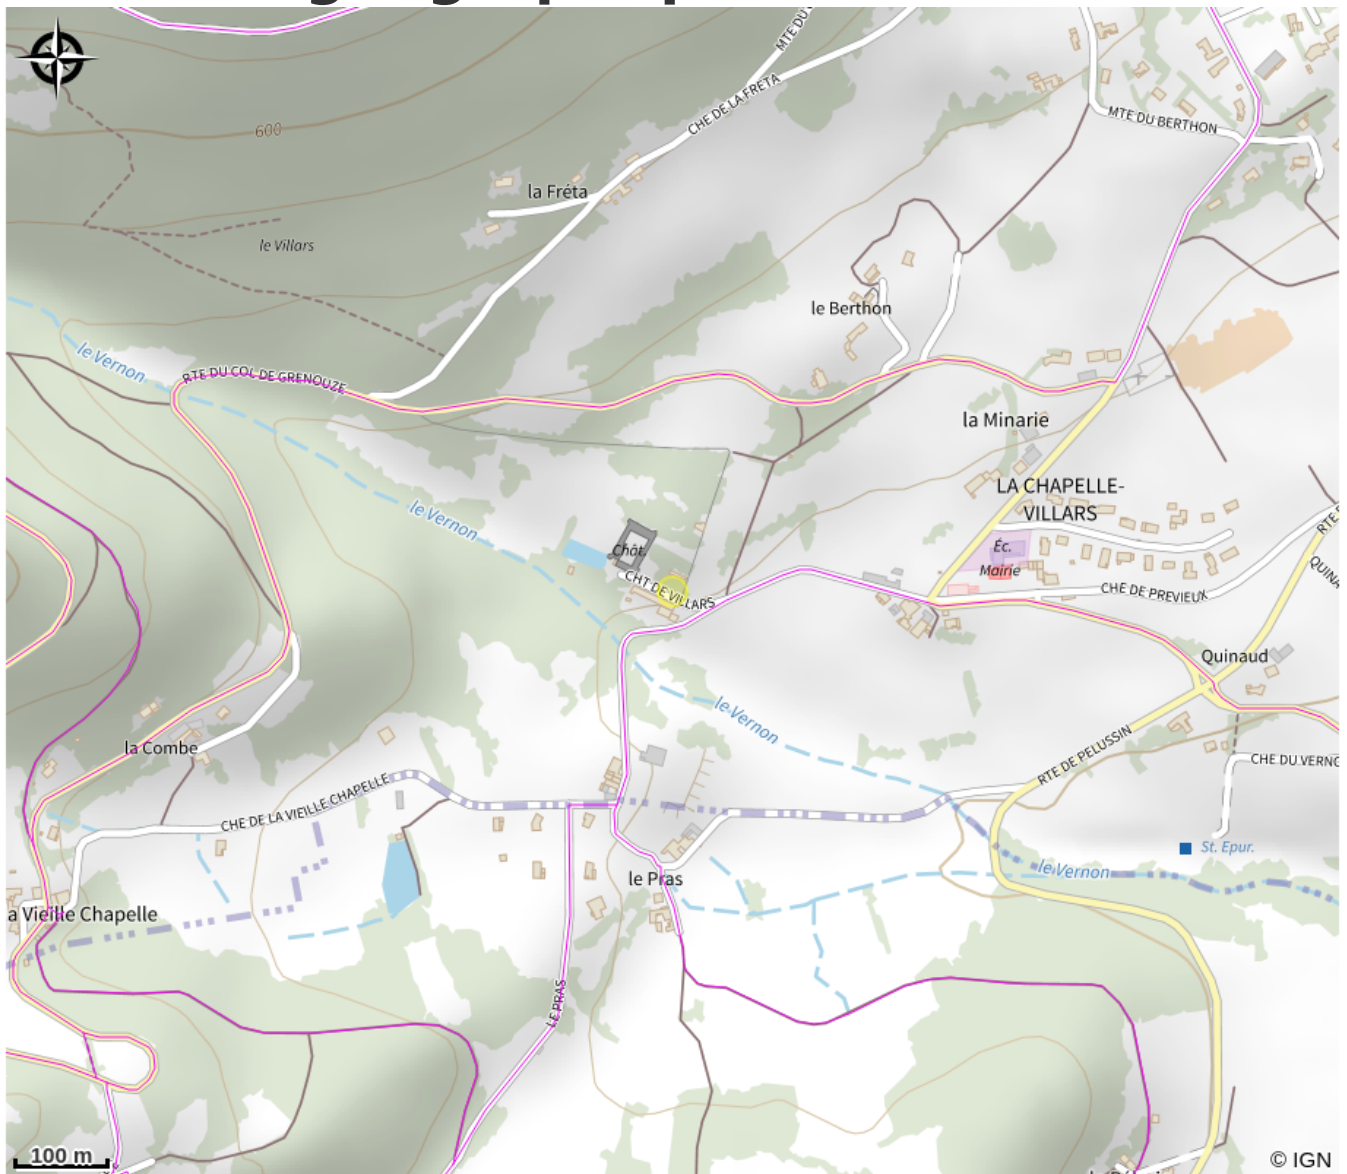 MTE DU
CHE DE LA FRETA
600
MTE DU BERTHON
la Fréta
le Villars
le Berthon
le Vernon
RTE DU COL DE GRENOUZE
la Minarie
LA CHAPELLE-
VILLARS
le Vernon
Éc.
Chât.
Mairie
CHT DE VILLARS
CHE DE PREVIEUX
Quinaud
le Vernon
la Combe
RTE DE PELUSSIN
CHE DU VERNO
CHE DE LA VIEILLE CHAPELLE
St. Epur.
le Vernon
le Pras
a Vieille Chapelle
LE PRAS
100 m
© IGN